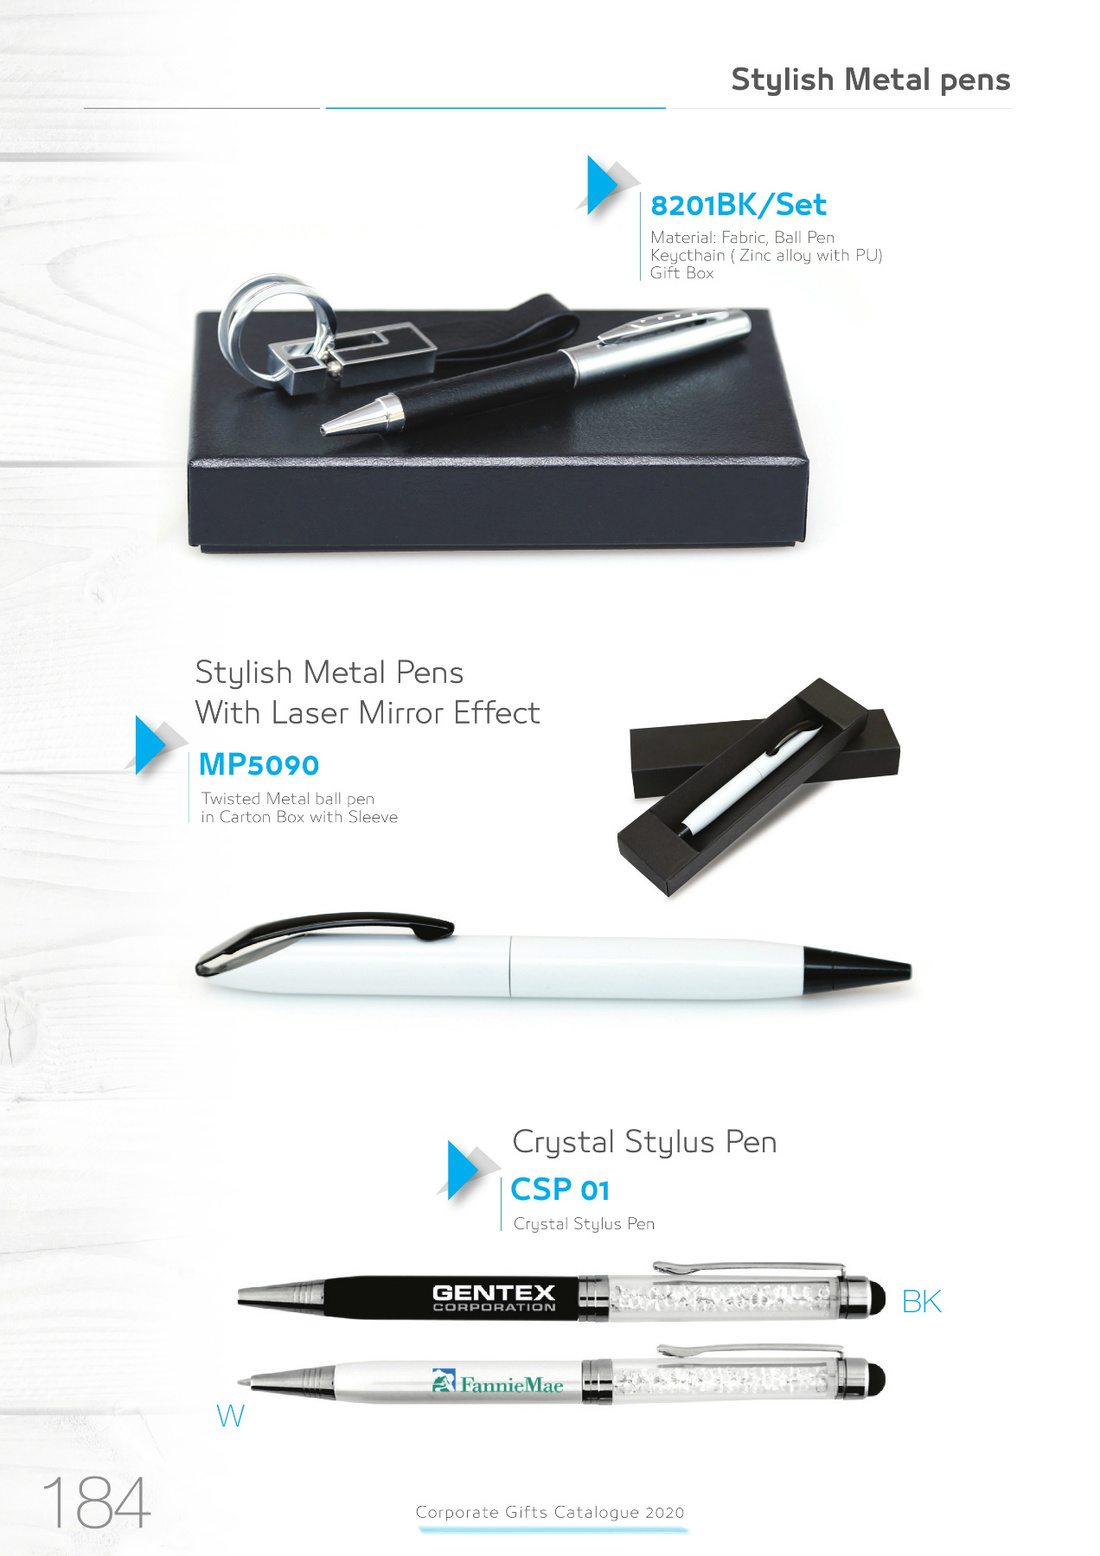 Stylish Metal pens
8201BK/Set
Material: Fabric, Ball Pen
Keycthain ( Zinc alloy with PU)
Gift Box
Stylish Metal Pens
With Laser Mirror Effect
MP5090
Twisted Metal ball pen
in Carton Box with Sleeve
Crystal Stylus Pen
CSP 01
Crystal Stylus Pen
GENTEX
CORPORATION
BK
FannieMae
W
184
Corporate Gifts Catalogue 2020